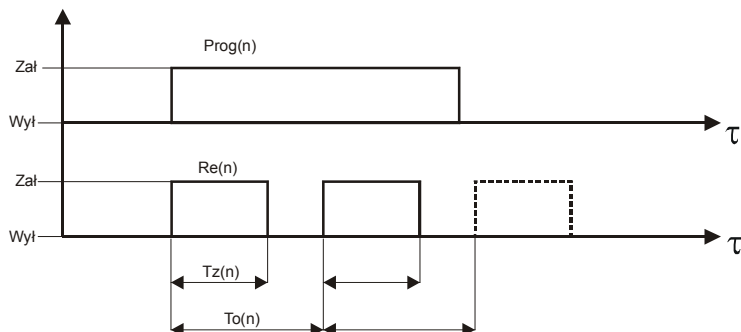 Prog(n)
Zał
Wył
τ
Re(n)
Zał
Wył
τ
Tz(n)
To(n)